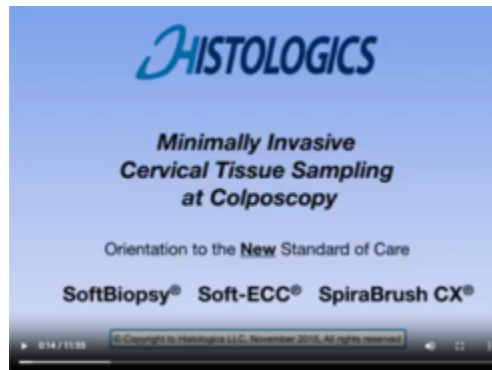 HISTOLOGICS
Minimally Invasive
Cervical Tissue Sampling
at Colposcopy
Orientation to the New Standard of Care
SoftBiopsy® Soft-ECC® SpiraBrush CX®
© Copyright to Histologics LLC, November 2015, All rights reserved
0:14 / 11:55